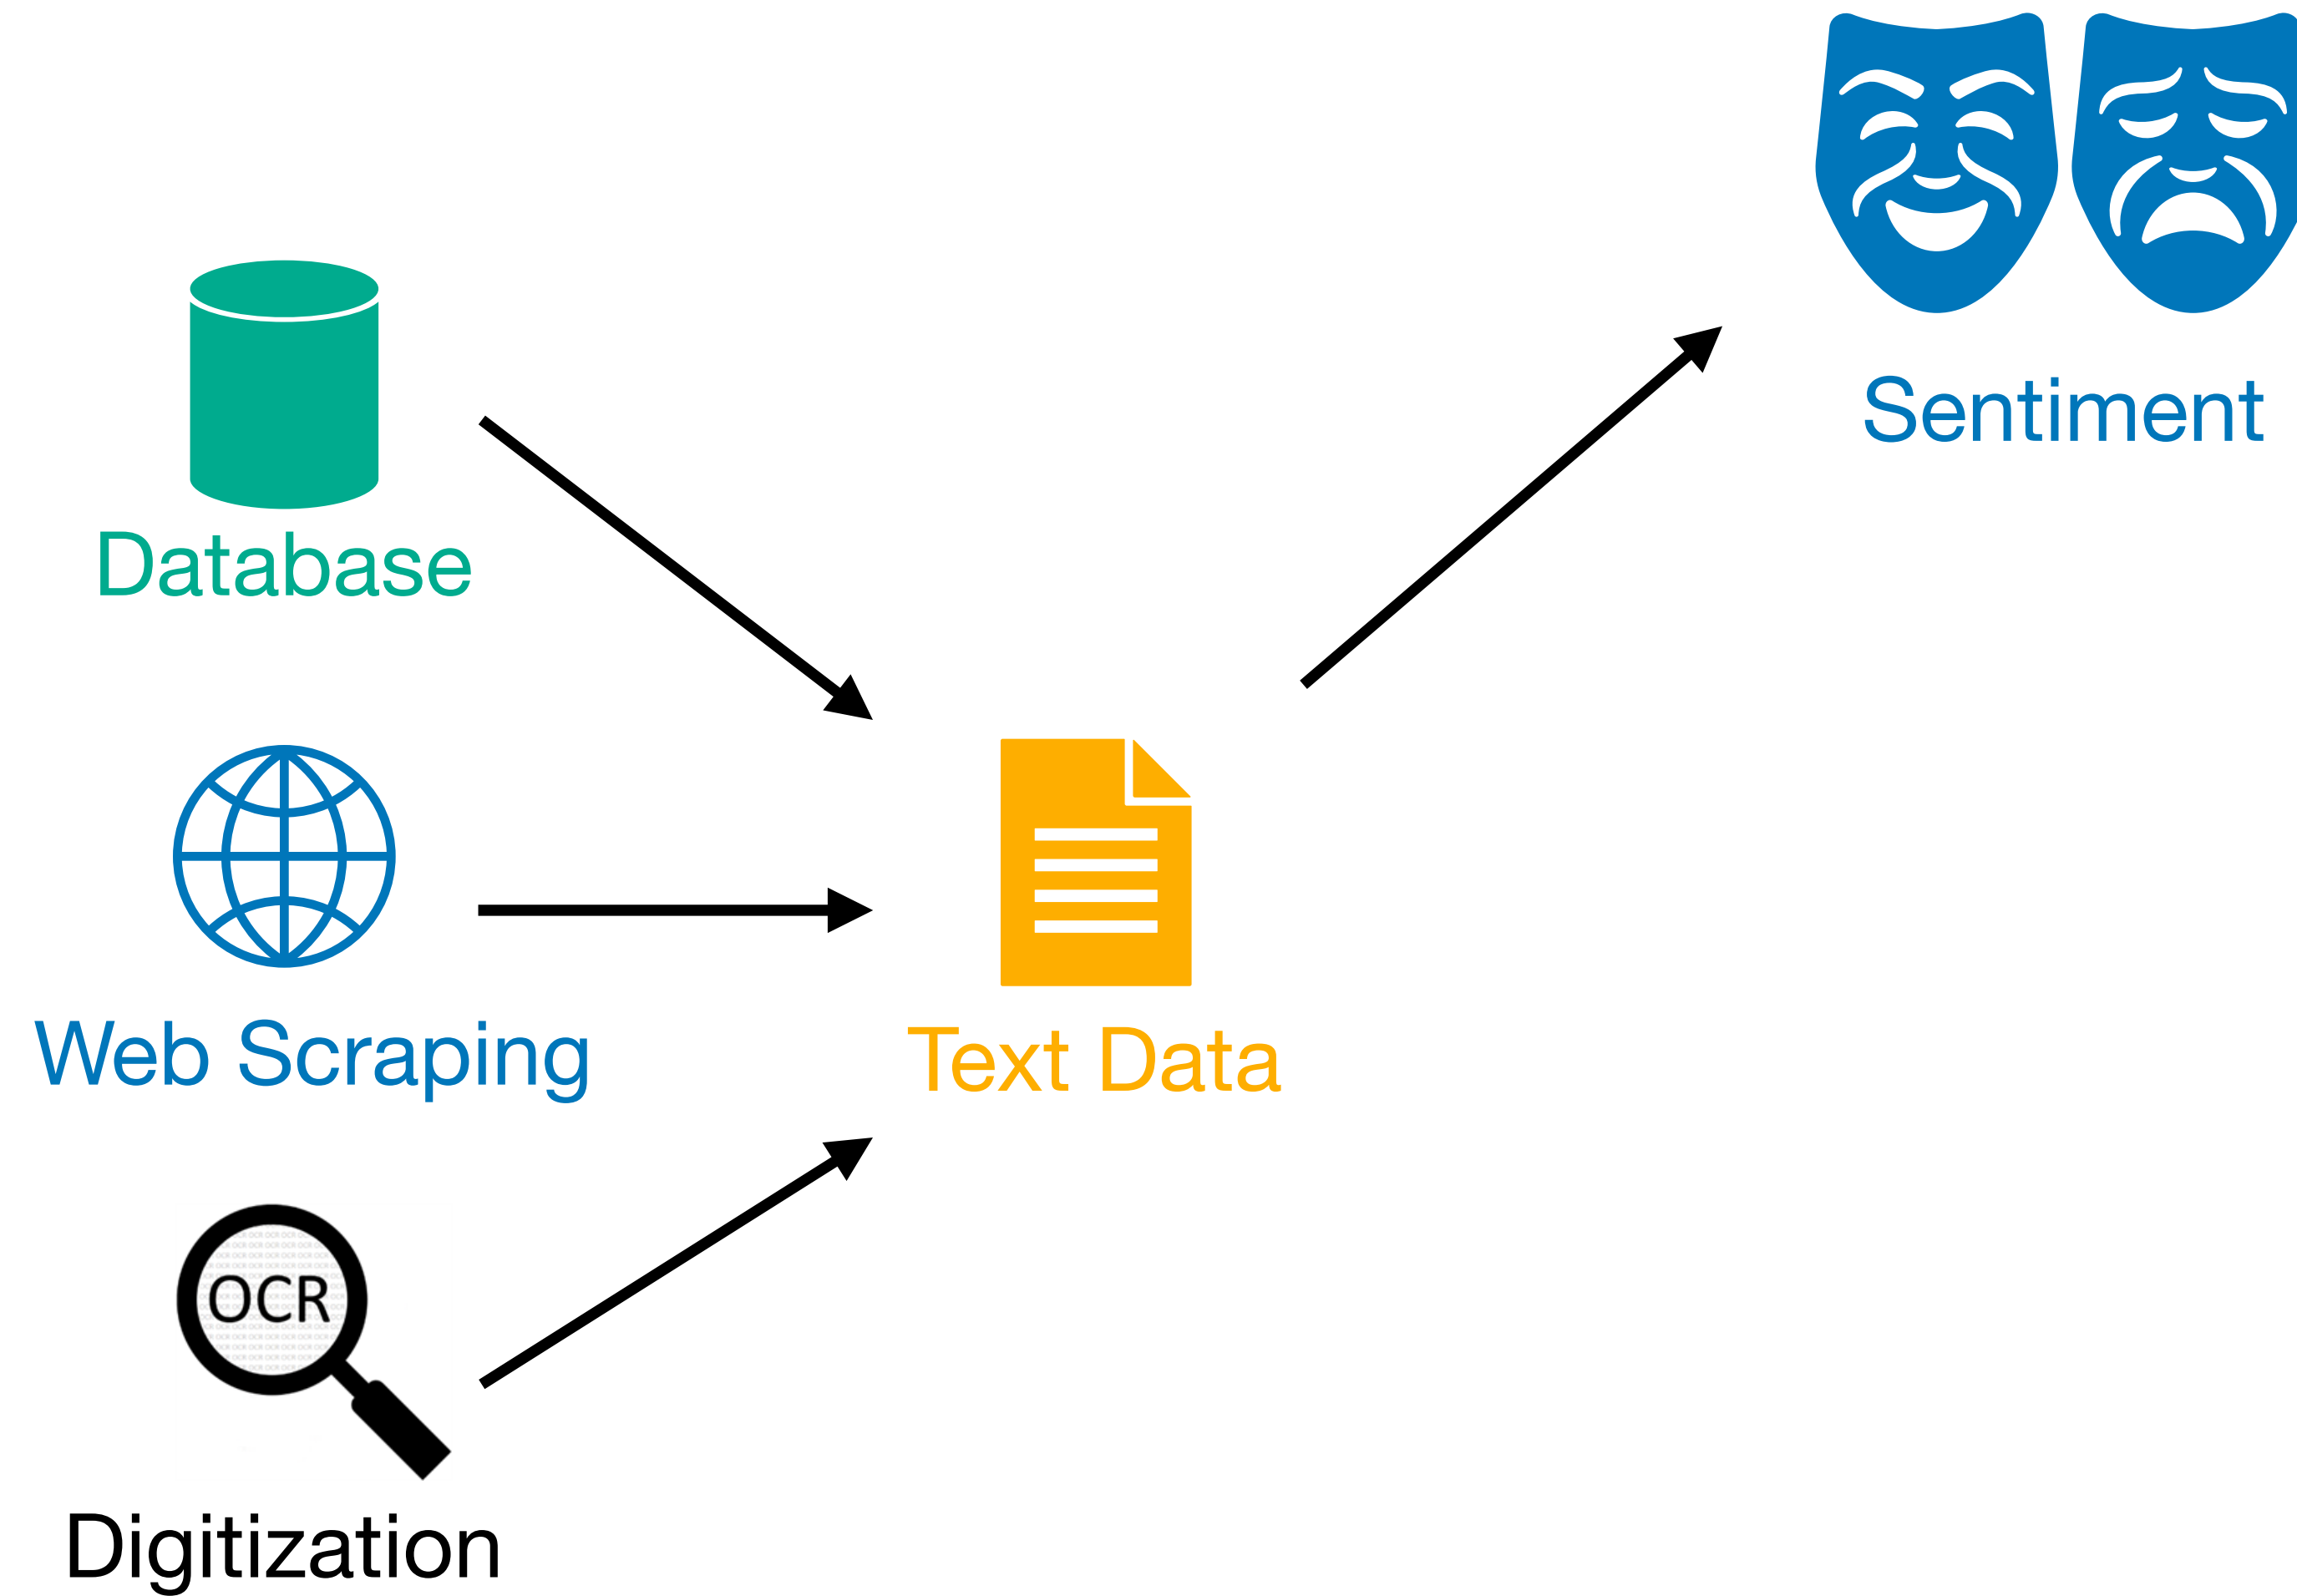 Sentiment
Database
Web Scraping
Text Data
OCR
Digitization